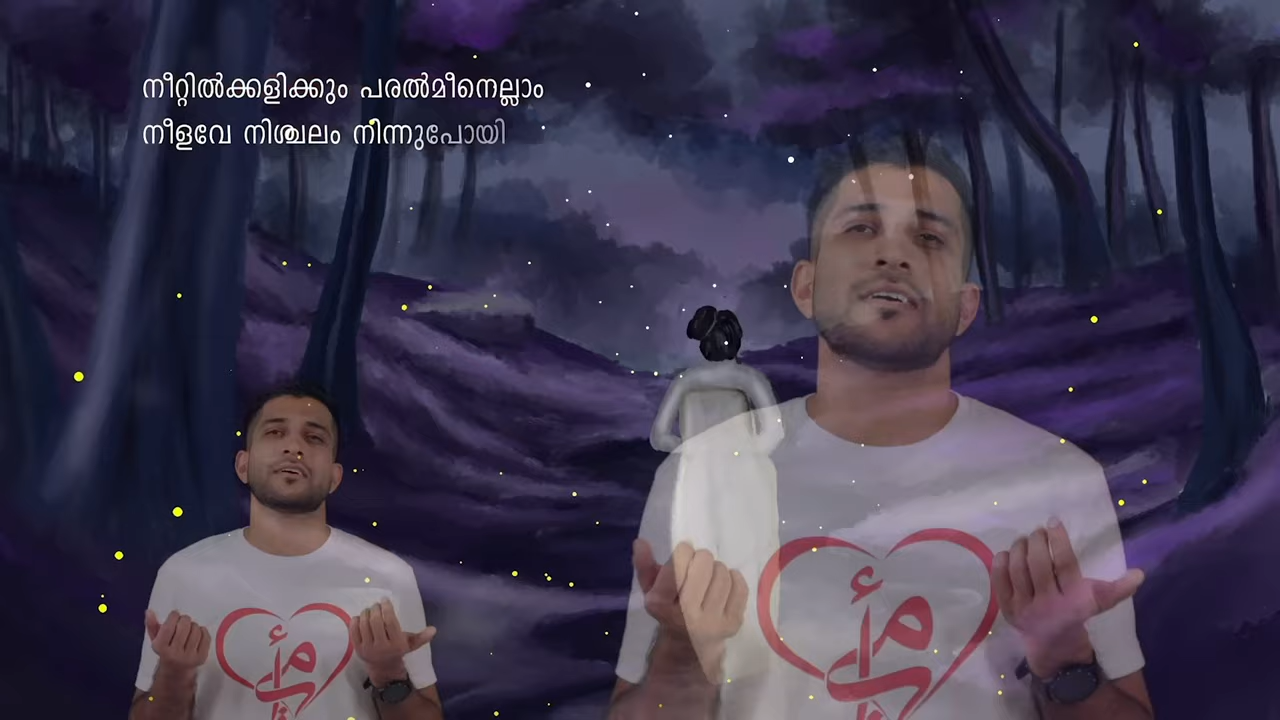 നീറ്റിൽക്കളിക്കും പരൽമീനെല്ലാം
നീളവേ നിശ്ചലം നിന്നുപോയി